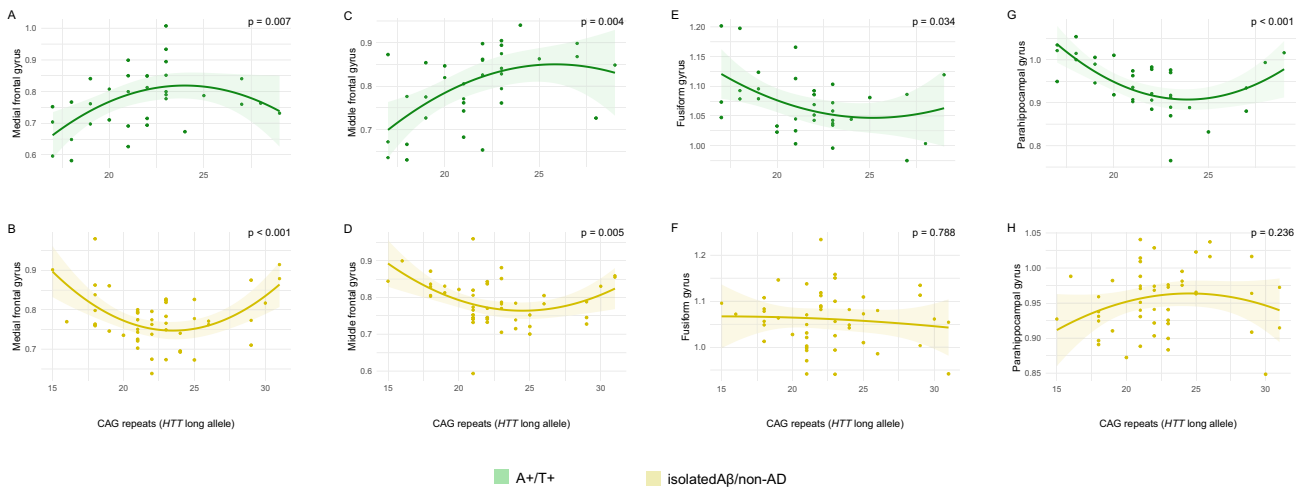 A
p = 0.007
Medial frontal gyrus
1.0
0.9
0.8
0.7
0.6
20
25
C
p = 0.004
Middle frontal gyrus
0.9
0.8
0.7
20
25
E
p = 0.034
Fusiform gyrus
1.20
1.15
1.10
1.05
1.00
20
25
G
p < 0.001
Parahippocampal gyrus
1.0
0.9
0.8
20
25
B
p < 0.001
Medial frontal gyrus
0.9
0.8
0.7
15
20
25
30
CAG repeats (HTT long allele)
D
p = 0.005
Middle frontal gyrus
0.9
0.8
0.7
0.6
15
20
25
30
CAG repeats (HTT long allele)
F
p = 0.788
Fusiform gyrus
1.2
1.1
1.0
15
20
25
30
CAG repeats (HTT long allele)
H
p = 0.236
Parahippocampal gyrus
1.05
1.00
0.95
0.90
0.85
15
20
25
30
CAG repeats (HTT long allele)
A+/T+
isolatedAβ/non-AD